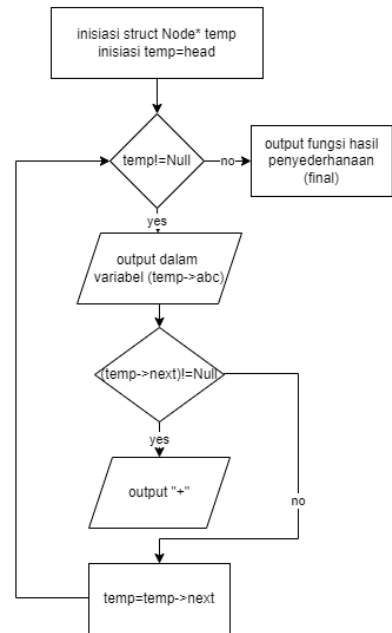 inisiasi struct Node* temp
inisiasi temp=head
temp!=Null
no
output fungsi hasil
penyederhanaan
(final)
yes
output dalam
variabel (temp->abc)
(temp->next)!=Null
yes
output "+"
no
temp=temp->next